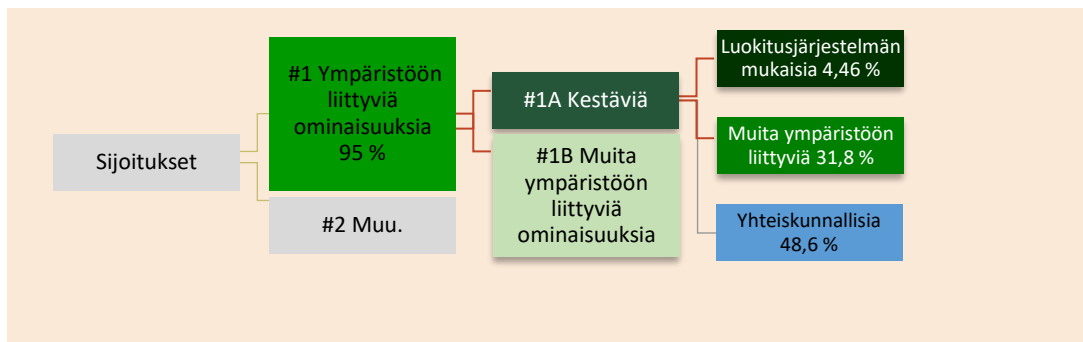 Sijoitukset
#1 Ympäristöön
liittyviä
ominaisuuksia
95 %
#2 Muu.
#1A Kestäviä
#1B Muita
ympäristöön
liittyviä
ominaisuuksia
Luokitusjärjestelmän
mukaisia 4,46 %
Muita ympäristöön
liittyviä 31,8 %
Yhteiskunnallisia
48,6 %